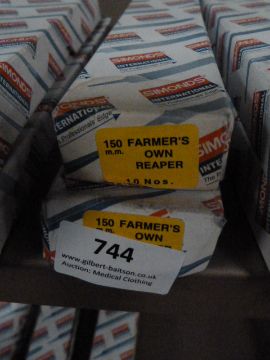 SIMONDS
INTERNATIONAL
SIMONDS
INTERNATIONAL
150 FARMER'S
m.m. OWN
REAPER
10 Nos.
150 FARMER'S
m.m. OWN
744
www.gilbert-baitson.co.uk
Auction: Medical Clothing